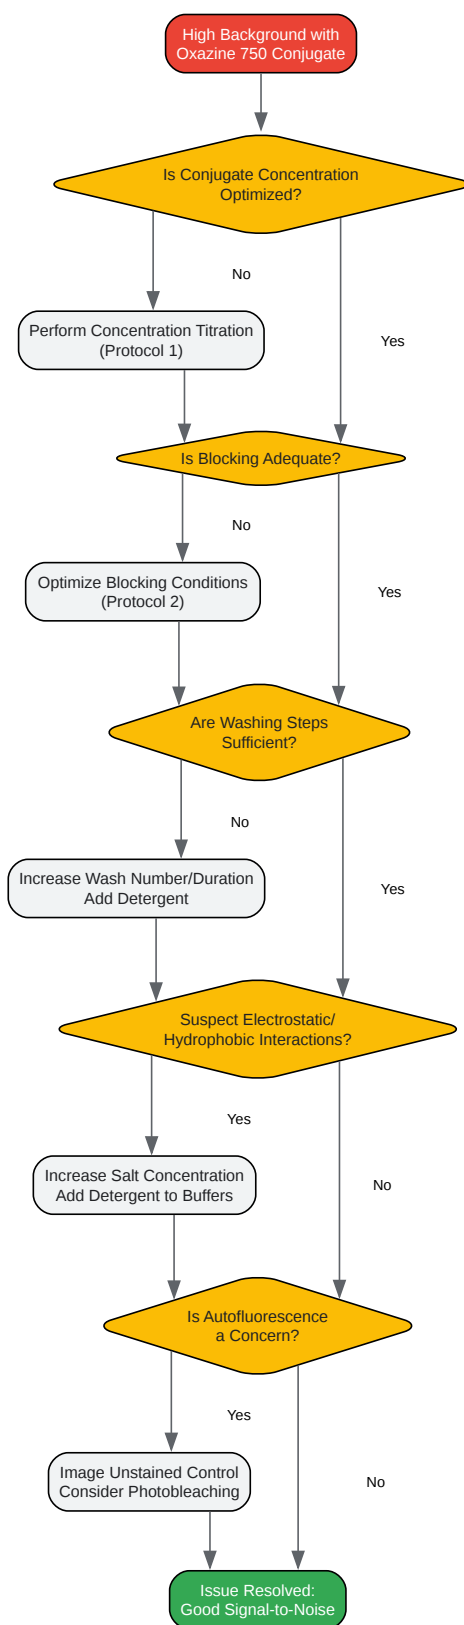 High Background with
Oxazine 750 Conjugate
Is Conjugate Concentration
Optimized?
No
Perform Concentration Titration
(Protocol 1)
Yes
Is Blocking Adequate?
No
Optimize Blocking Conditions
(Protocol 2)
Yes
Are Washing Steps
Sufficient?
No
Increase Wash Number/Duration
Add Detergent
Yes
Suspect Electrostatic/
Hydrophobic Interactions?
Yes
Increase Salt Concentration
Add Detergent to Buffers
No
Is Autofluorescence
a Concern?
Yes
Image Unstained Control
Consider Photobleaching
No
Issue Resolved:
Good Signal-to-Noise